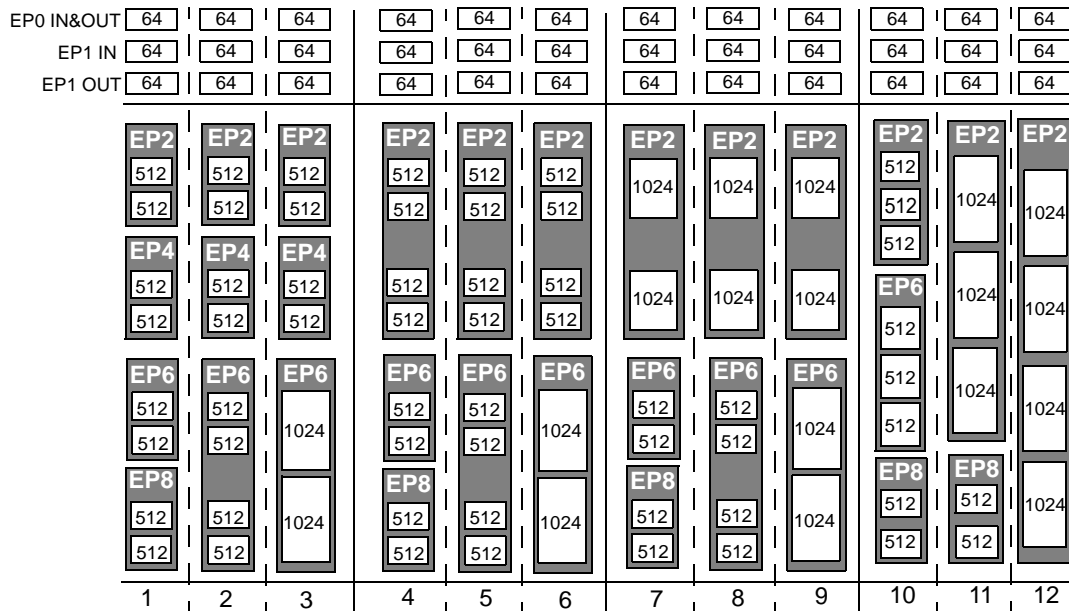 EP0 IN&OUT 64 64 64 64 64 64 64 64 64 64 64 64
EP1 IN 64 64 64 64 64 64 64 64 64 64 64 64
EP1 OUT 64 64 64 64 64 64 64 64 64 64 64 64
EP2 EP2 EP2 EP2 EP2 EP2 EP2 EP2 EP2 EP2 EP2 EP2
512 512 512 512 512 512 1024 1024 1024 512 1024 1024
512 512 512 512 512 512 512
512
EP4 EP4 EP4
512 512 512 512 512 512 1024 1024 1024 EP6 1024 1024
512 512 512 512 512 512 512
EP6 EP6 EP6 EP6 EP6 EP6 EP6 EP6 EP6 512
512 512 1024 512 512 1024 512 512 1024 512 1024 1024
512 512 512 512 512 512
EP8 EP8 EP8 EP8 EP8
512 512 1024 512 512 1024 512 512 1024 512 512 1024
512 512 512 512 512 512 512 512
1 2 3 4 5 6 7 8 9 10 11 12